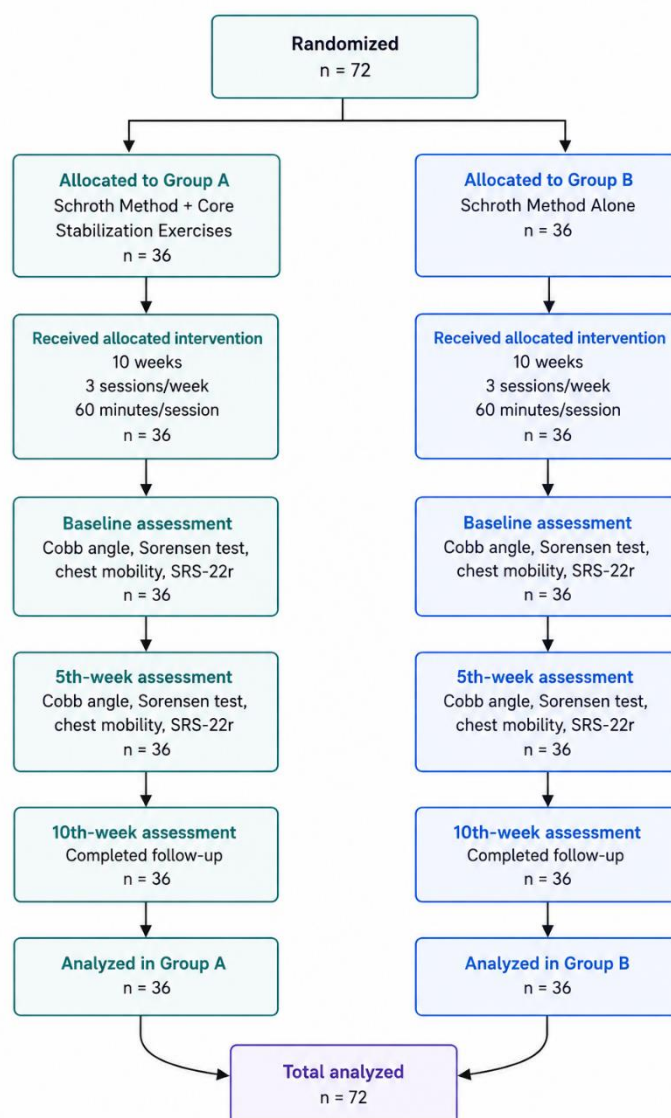 Randomized
n = 72
Allocated to Group A
Schroth Method + Core
Stabilization Exercises
n = 36
Allocated to Group B
Schroth Method Alone
n = 36
Received allocated intervention
10 weeks
3 sessions/week
60 minutes/session
n = 36
Received allocated intervention
10 weeks
3 sessions/week
60 minutes/session
n = 36
Baseline assessment
Cobb angle, Sorensen test,
chest mobility, SRS-22r
n = 36
Baseline assessment
Cobb angle, Sorensen test,
chest mobility, SRS-22r
n = 36
5th-week assessment
Cobb angle, Sorensen test,
chest mobility, SRS-22r
n = 36
5th-week assessment
Cobb angle, Sorensen test,
chest mobility, SRS-22r
n = 36
10th-week assessment
Completed follow-up
n = 36
10th-week assessment
Completed follow-up
n = 36
Analyzed in Group A
n = 36
Analyzed in Group B
n = 36
Total analyzed
n = 72